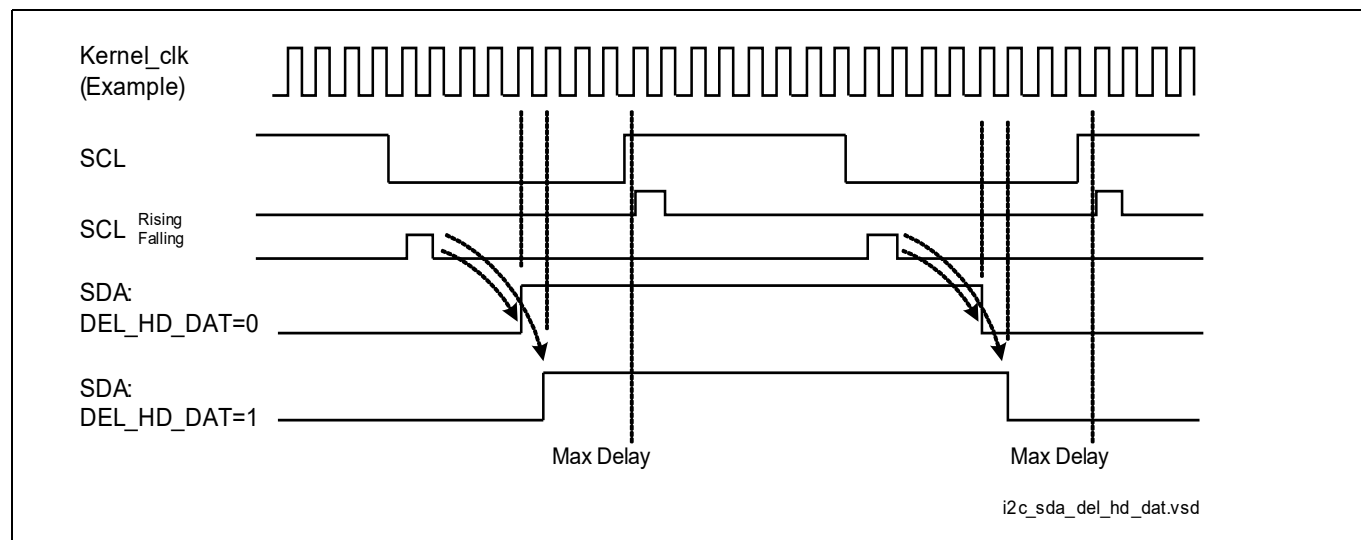 Kernel_clk
(Example)
SCL
SCL Rising
Falling
SDA:
DEL_HD_DAT=0
SDA:
DEL_HD_DAT=1
Max Delay
Max Delay
i2c_sda_del_hd_dat.vsd